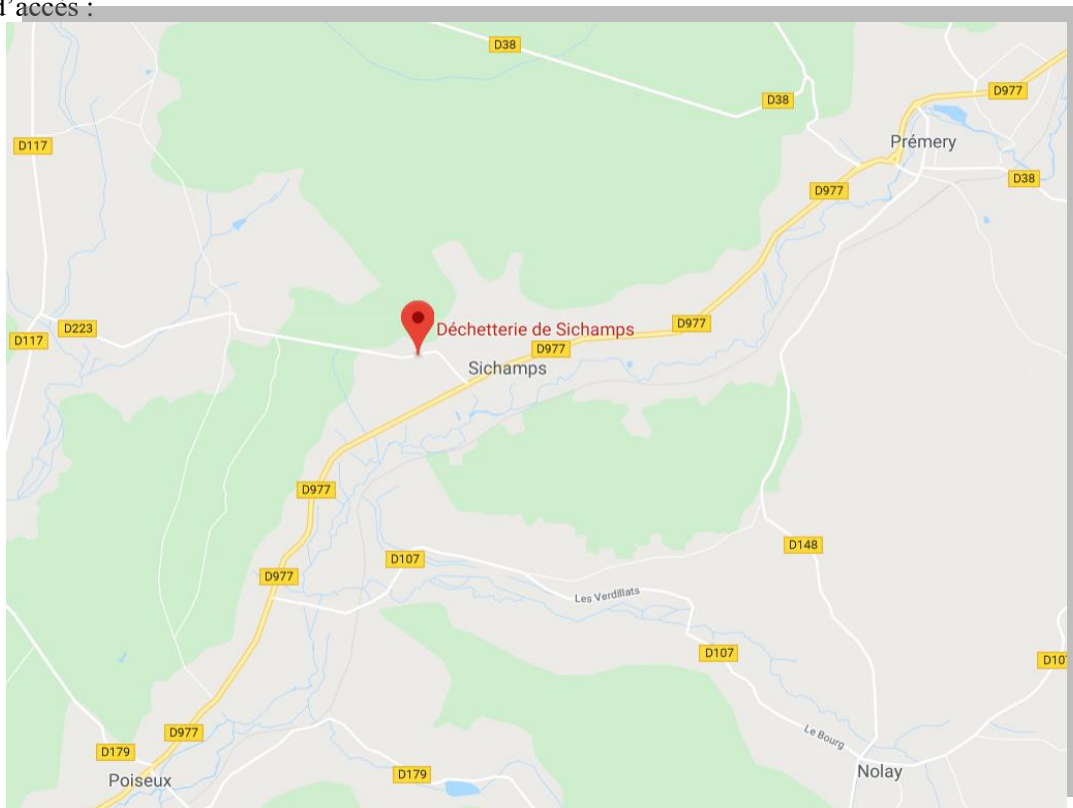 d'accès :
D38
D977
D38
D117
Prémery
D38
D977
D223
D117
Déchetterie de Sichamps
D977
D977
Sichamps
D977
D107
D148
D977
Les Verdillats
D107
D10
D977
Le Bourg
D179
D179
Poiseux
Nolay